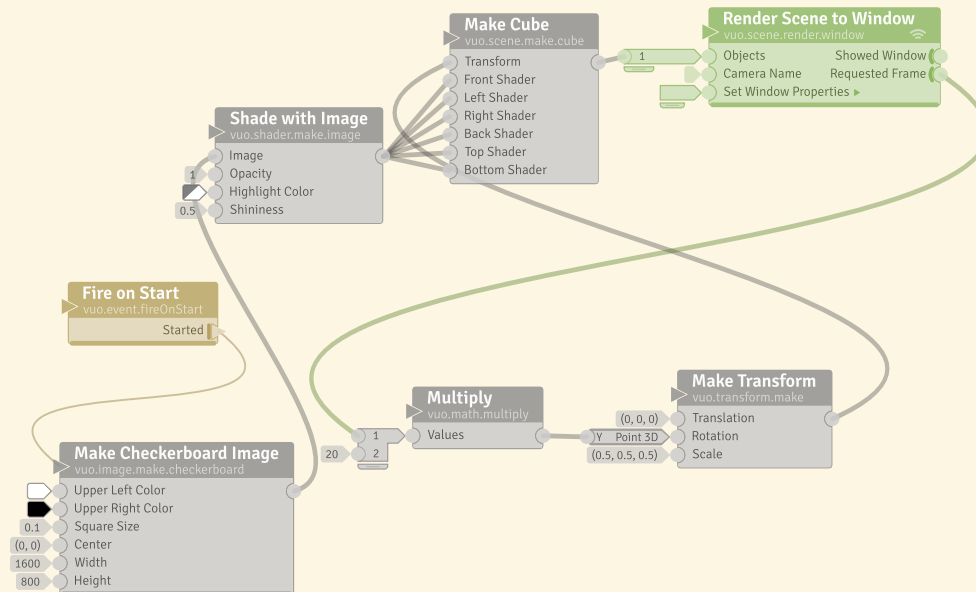 Make Cube
vuo.scene.make.cube
Transform
Front Shader
Left Shader
Right Shader
Back Shader
Top Shader
Bottom Shader
1
Render Scene to Window
vuo.scene.render.window
Objects Showed Window
Camera Name Requested Frame
Set Window Properties ▸
Shade with Image
vuo.shader.make.image
Image
1 Opacity
Highlight Color
0.5 Shininess
Fire on Start
vuo.event.fireOnStart
Started
Make Checkerboard Image
vuo.image.make.checkerboard
Upper Left Color
Upper Right Color
0.1 Square Size
(0, 0) Center
1600 Width
800 Height
Multiply
vuo.math.multiply
1 Values
20 2
Make Transform
vuo.transform.make
(0, 0, 0) Translation
Y Point 3D Rotation
(0.5, 0.5, 0.5) Scale